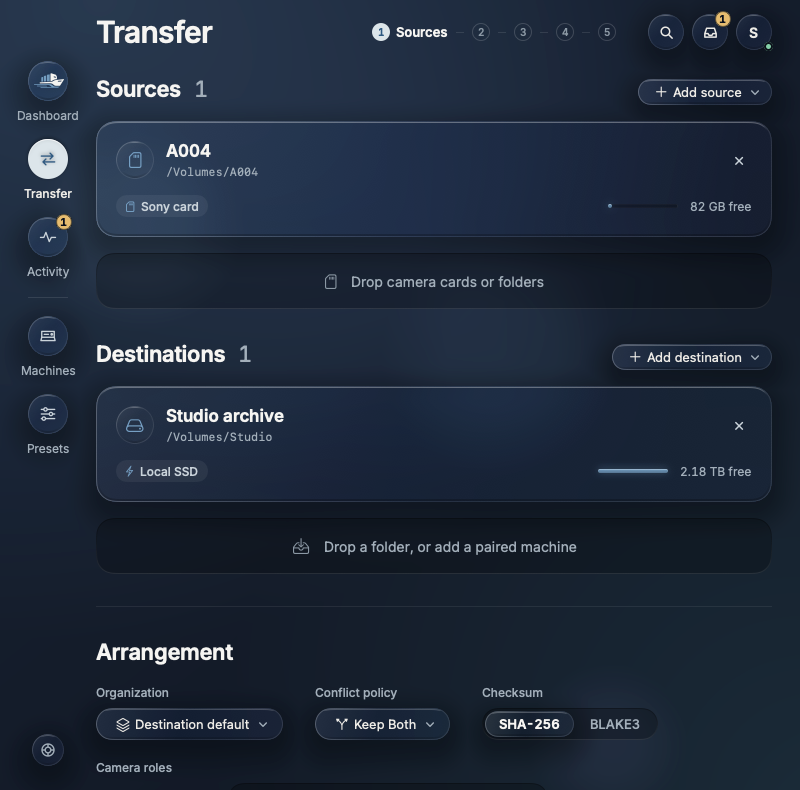 Transfer
1 Sources 2 3 4 5
1
S
Dashboard
Transfer
1
Activity
Machines
Presets
Sources 1
Add source
A004
/Volumes/A004
Sony card
82 GB free
Drop camera cards or folders
Destinations 1
Add destination
Studio archive
/Volumes/Studio
Local SSD
2.18 TB free
Drop a folder, or add a paired machine
Arrangement
Organization
Conflict policy
Checksum
Destination default
Keep Both
SHA-256
BLAKE3
Camera roles